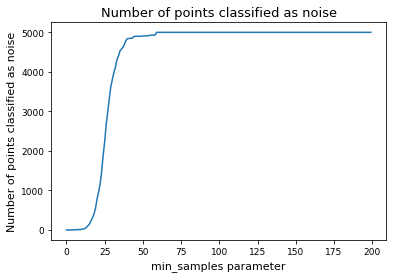 Number of points classified as noise
Number of points classified as noise
5000
4000
3000
2000
1000
0
0 25 50 75 100 125 150 175 200
min_samples parameter